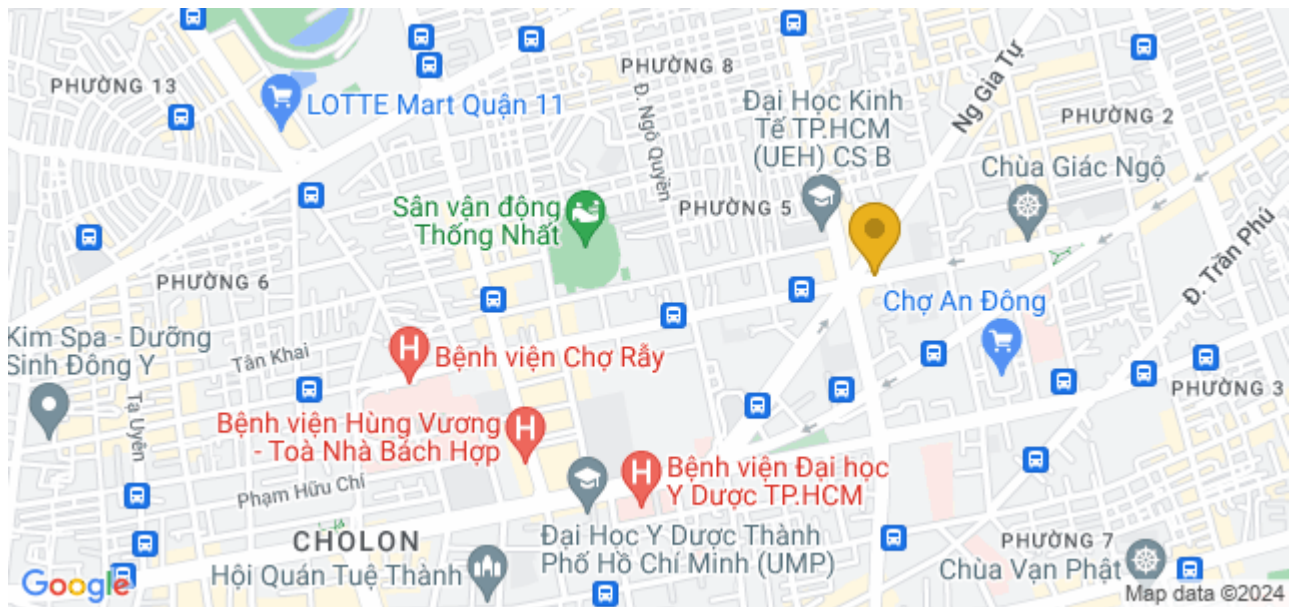 PHƯỜNG 13
LOTTE Mart Quận 11
PHƯỜNG 8
Đ. Ngô Quyền
Đại Học Kinh
Tế TP.HCM
(UEH) CS B
Ng Gia Tự
PHƯỜNG 2
Chùa Giác Ngộ
Sân vận động
Thống Nhất
PHƯỜNG 5
Đ. Trần Phú
PHƯỜNG 6
Chợ An Đông
Kim Spa - Dưỡng
Sinh Đông Y
Tân Khai
Bệnh viện Chợ Rẫy
PHƯỜNG 3
Tạ Uyên
Bệnh viện Hùng Vương
- Toà Nhà Bách Hợp
Bệnh viện Đại học
Y Dược TP.HCM
Phạm Hữu Chí
CHOLON
Đại Học Y Dược Thành
Phố Hồ Chí Minh (UMP)
PHƯỜNG 7
Chùa Vạn Phật
Hội Quán Tuệ Thành
Google
Map data ©2024